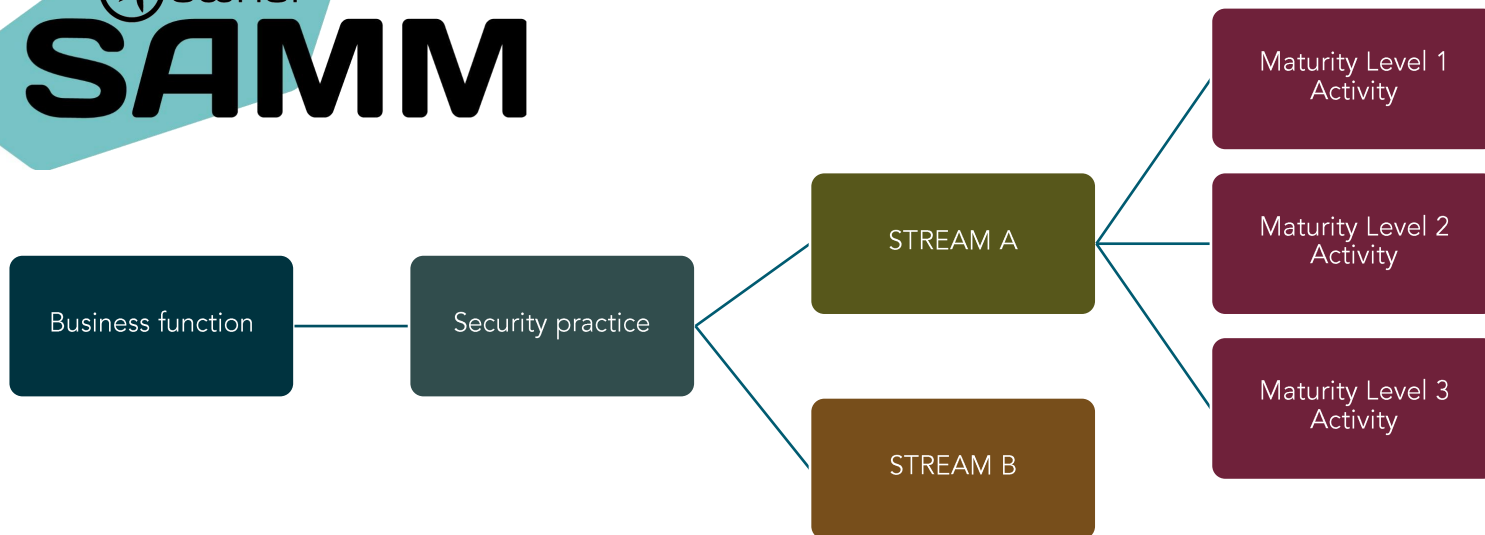 SAMM
Maturity Level 1
Activity
STREAM A
Maturity Level 2
Activity
Business function
Security practice
Maturity Level 3
Activity
STREAM B